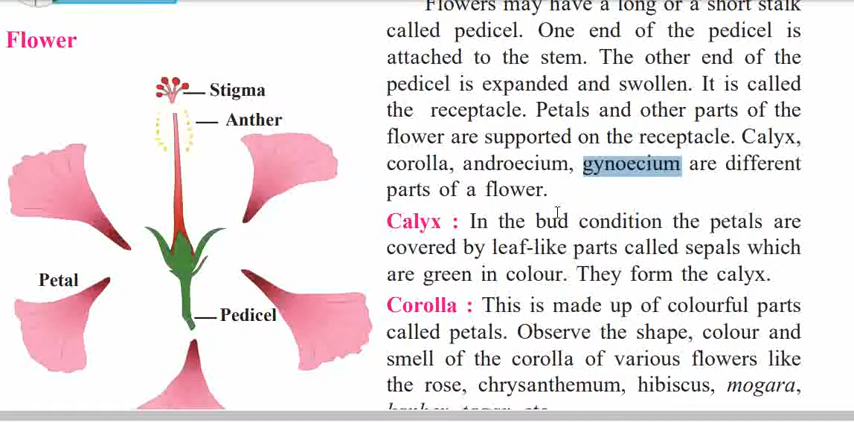 Flower
Stigma
Anther
Petal
Pedicel
Flowers may have a long or a short stalk
called pedicel. One end of the pedicel is
attached to the stem. The other end of the
pedicel is expanded and swollen. It is called
the receptacle. Petals and other parts of the
flower are supported on the receptacle. Calyx,
corolla, androecium, gynoecium are different
parts of a flower.
Calyx : In the bud condition the petals are
covered by leaf-like parts called sepals which
are green in colour. They form the calyx.
Corolla : This is made up of colourful parts
called petals. Observe the shape, colour and
smell of the corolla of various flowers like
the rose, chrysanthemum, hibiscus, mogara,